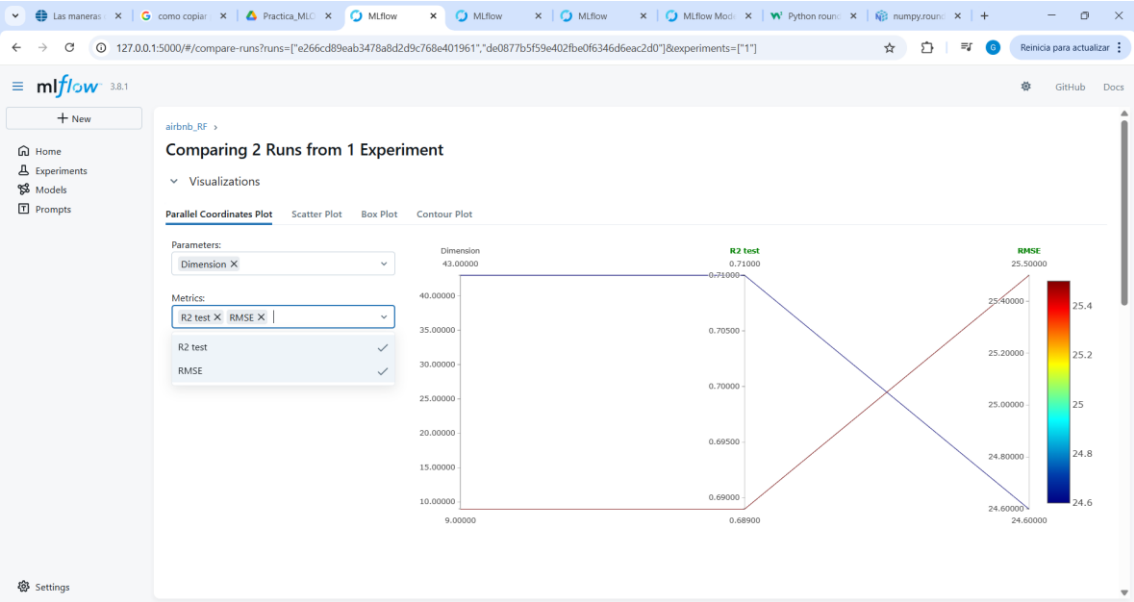 Las maneras
como copiar
Practica_MLO
MLflow
MLflow
MLflow
MLflow Mode
Python round
numpy.round
127.0.0.1:5000/#/compare-runs?runs=["e266cd89eab3478a8d2d9c768e401961","de0877b5f59e402fbe0f6346d6eac2d0"]&experiments=["1"]
G
Reinicia para actualizar
mlflow 3.8.1
GitHub
Docs
+ New
Home
Experiments
Models
Prompts
Settings
airbnb_RF >
Comparing 2 Runs from 1 Experiment
Visualizations
Parallel Coordinates Plot
Scatter Plot
Box Plot
Contour Plot
Parameters:
Dimension
Metrics:
R2 test
RMSE
R2 test
RMSE
Dimension
43.00000
40.00000
35.00000
30.00000
25.00000
20.00000
15.00000
10.00000
9.00000
R2 test
0.71000
0.71000
0.70500
0.70000
0.69500
0.69000
0.68900
RMSE
25.50000
25.40000
25.20000
25.00000
24.80000
24.60000
24.60000
25.4
25.2
25
24.8
24.6